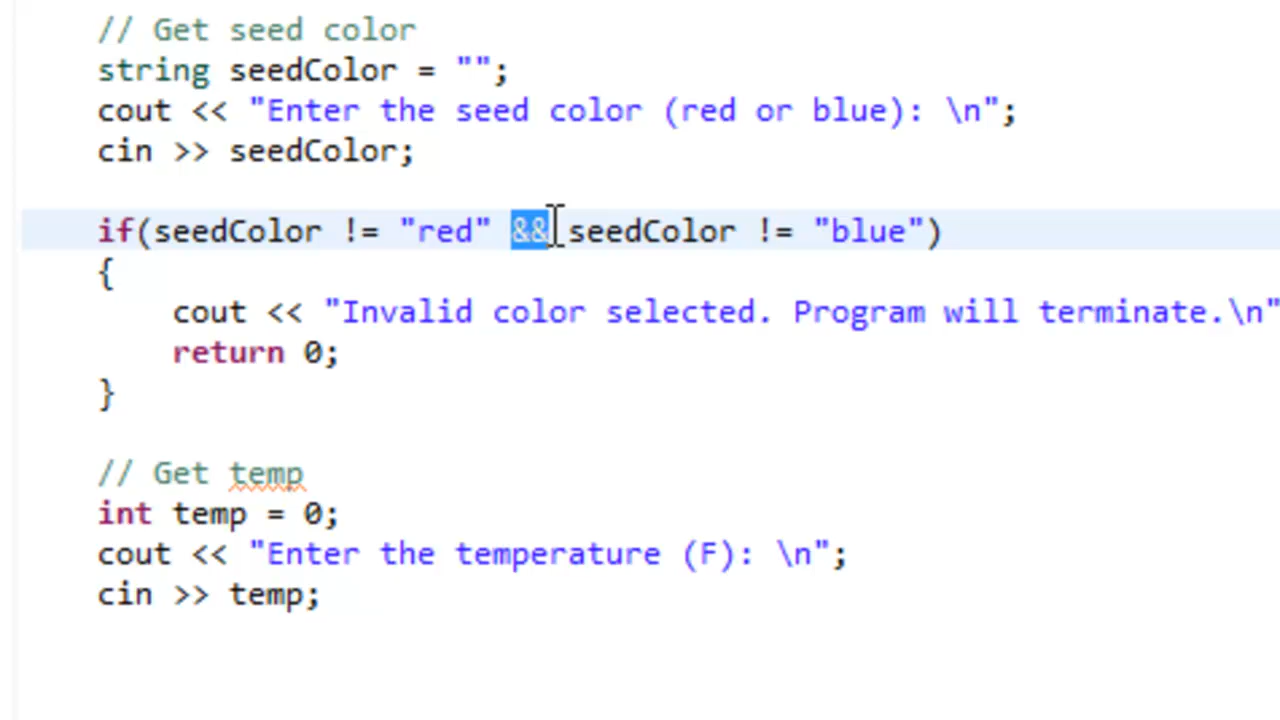 // Get seed color
string seedColor = "";
cout << "Enter the seed color (red or blue): \n";
cin >> seedColor;
if(seedColor != "red" && seedColor != "blue")
{
cout << "Invalid color selected. Program will terminate.\n"
return 0;
}
// Get temp
int temp = 0;
cout << "Enter the temperature (F): \n";
cin >> temp;